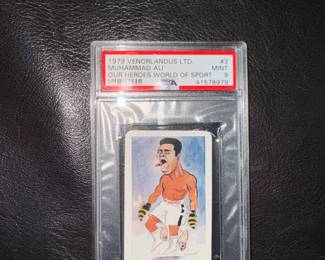 1979 VENORLANDUS LTD. #2
MUHAMMAD ALI MINT
OUR HEROES WORLD OF SPORT 9
41578979